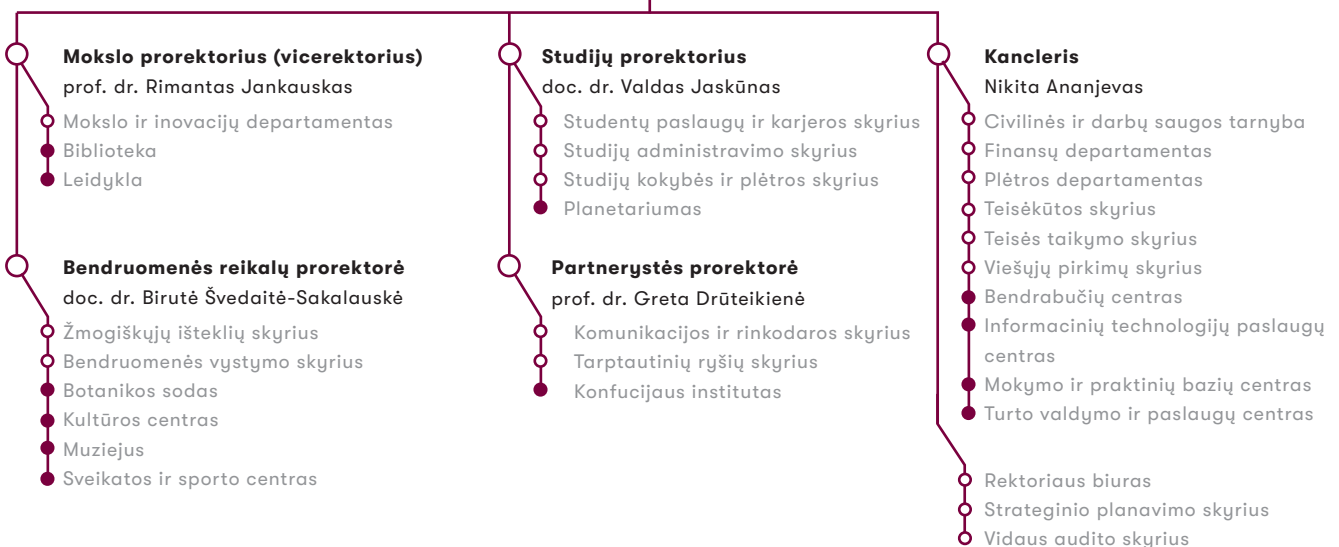 Mokslo prorektorius (vicerektorius)
prof. dr. Rimantas Jankauskas
Mokslo ir inovacijų departamentas
Biblioteka
Leidykla
Bendruomenės reikalų prorektorė
doc. dr. Birutė Švedaitė-Sakalauskė
Žmogiškųjų išteklių skyrius
Bendruomenės vystymo skyrius
Botanikos sodas
Kultūros centras
Muziejus
Sveikatos ir sporto centras
Studijų prorektorius
doc. dr. Valdas Jaskūnas
Studentų paslaugų ir karjeros skyrius
Studijų administravimo skyrius
Studijų kokybės ir plėtros skyrius
Planetariumas
Partnerystės prorektorė
prof. dr. Greta Drūteikienė
Komunikacijos ir rinkodaros skyrius
Tarptautinių ryšių skyrius
Konfucijaus institutas
Kancleris
Nikita Ananjevas
Civilinės ir darbų saugos tarnyba
Finansų departamentas
Plėtros departamentas
Teisėkūtos skyrius
Teisės taikymo skyrius
Viešųjų pirkimų skyrius
Bendrabučių centras
Informacinių technologijų paslaugų
centras
Mokymo ir praktinių bazių centras
Turto valdymo ir paslaugų centras
Rektoriaus biuras
Strateginio planavimo skyrius
Vidaus audito skyrius